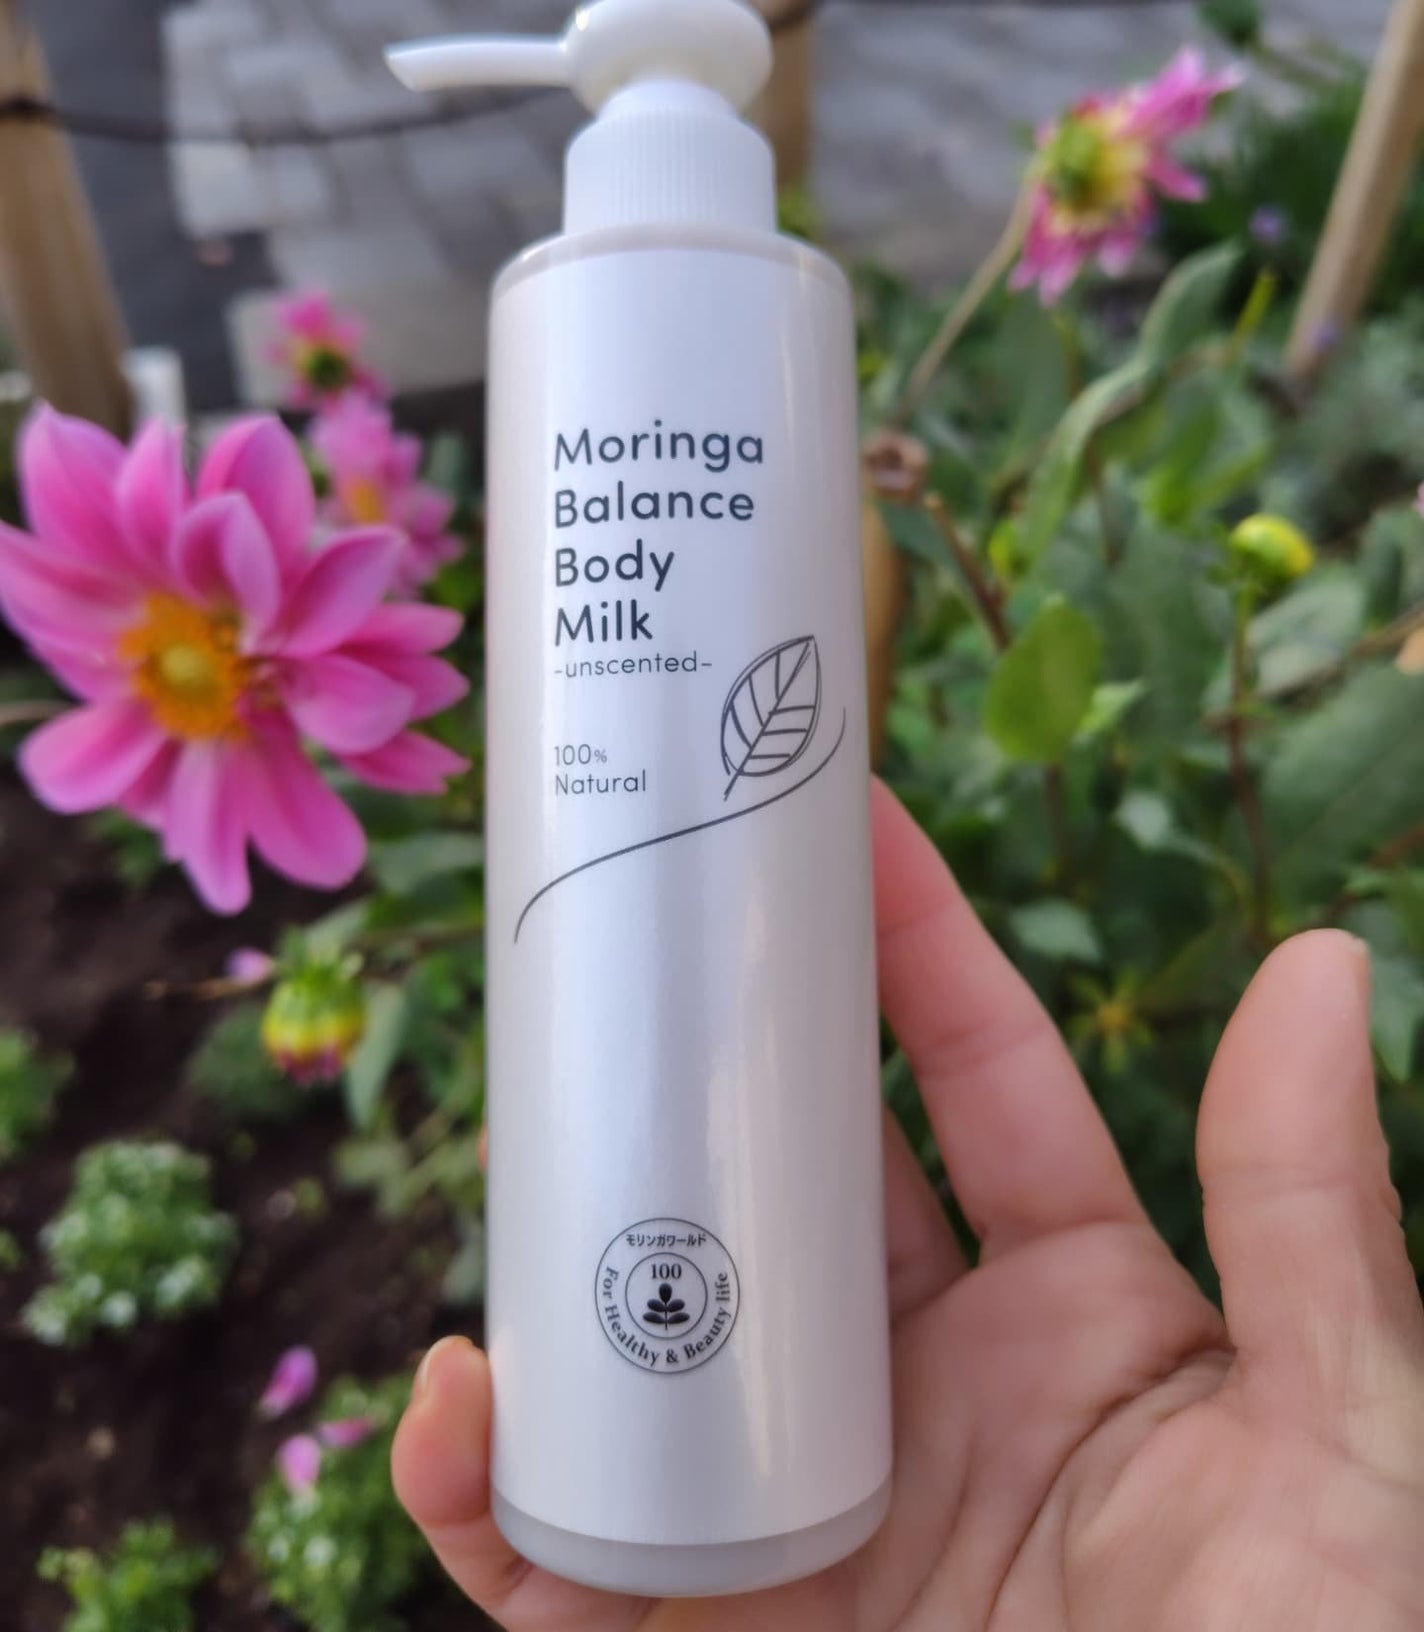 Moringa
Balance
Body
Milk
-unscented-
100%
Natural
モリンガワールド
100
For Healthy & Beauty life